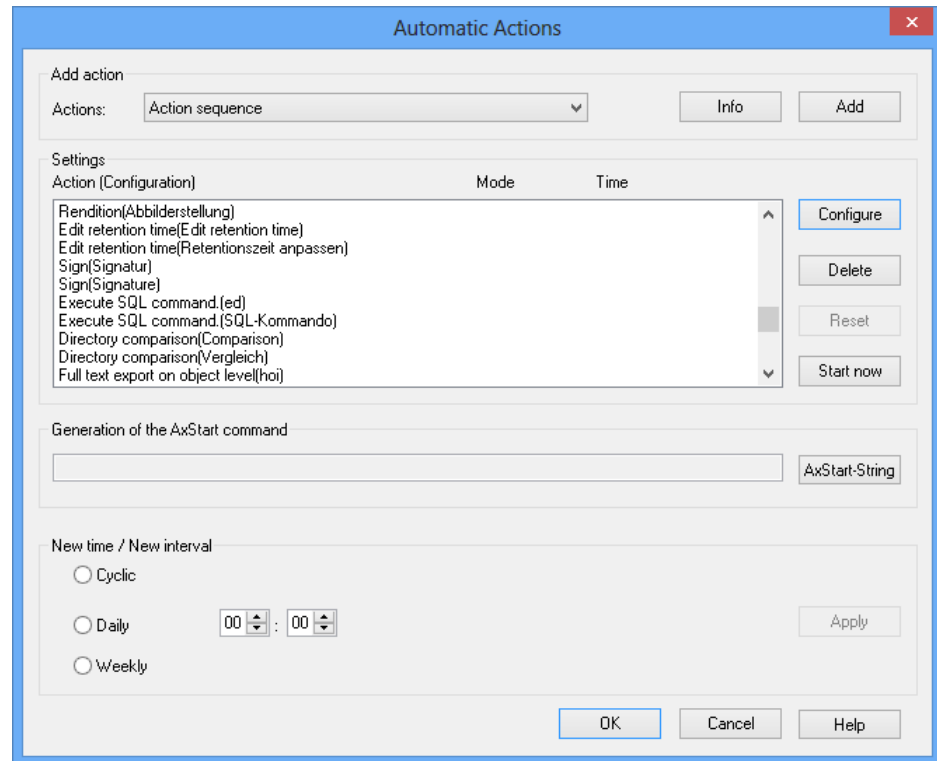 Automatic Actions
Add action
Actions: Action sequence Info Add
Settings
Action (Configuration) Mode Time
Rendition(Abbilderstellung)
Edit retention time(Edit retention time)
Edit retention time(Retentionszeit anpassen)
Sign(Signatur)
Sign(Signature)
Execute SQL command.(ed)
Execute SQL command.(SQL-Kommando)
Directory comparison(Comparison)
Directory comparison(Vergleich)
Full text export on object level(hoi)
Configure
Delete
Reset
Start now
Generation of the AxStart command
AxStart-String
New time / New interval
Cyclic
Daily 00 : 00 Apply
Weekly
OK Cancel Help